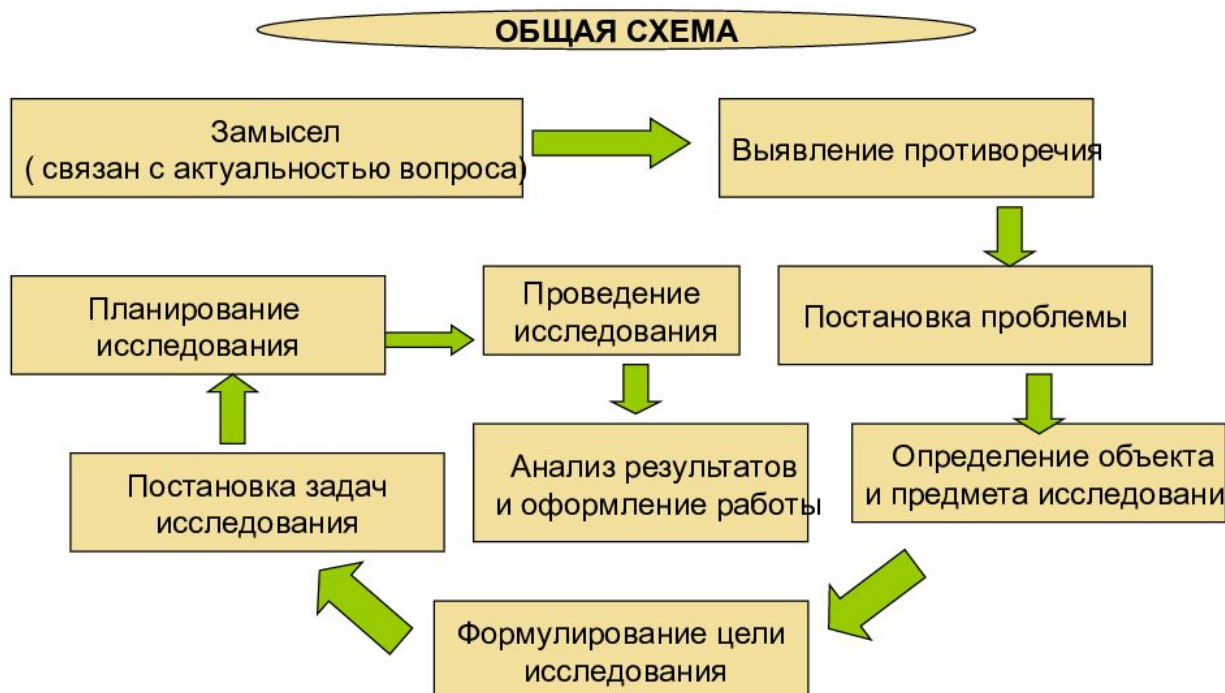 ОБЩАЯ СХЕМА
Замысел
( связан с актуальностью вопроса)
Выявление противоречия
Постановка проблемы
Определение объекта
и предмета исследовани
Формулирование цели
исследования
Постановка задач
исследования
Планирование
исследования
Проведение
исследования
Анализ результатов
и оформление работы